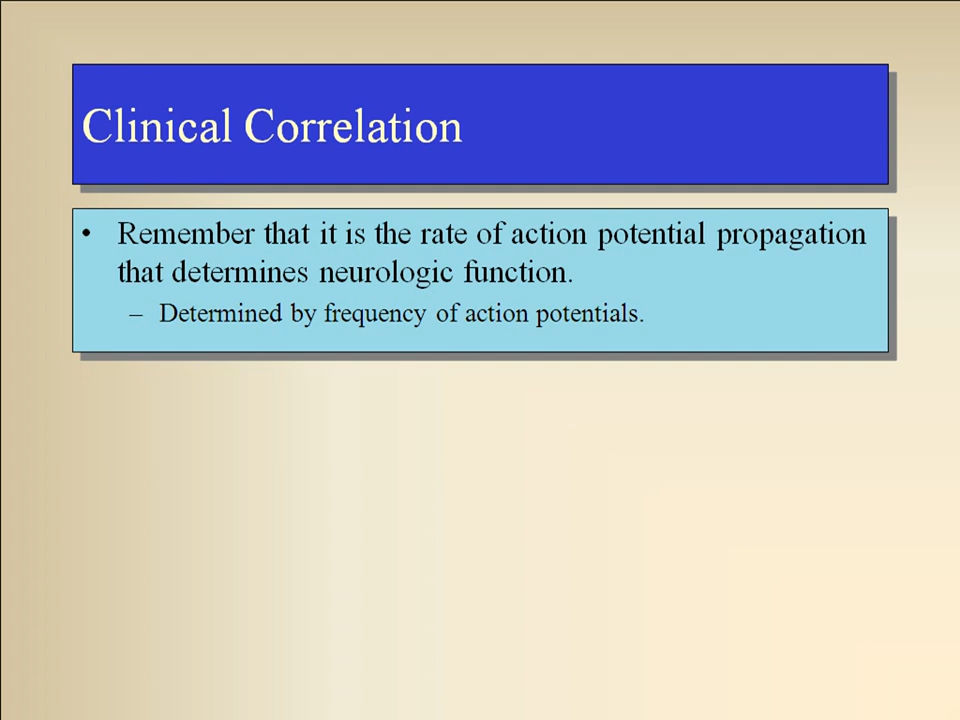 Clinical Correlation
• Remember that it is the rate of action potential propagation
that determines neurologic function.
– Determined by frequency of action potentials.